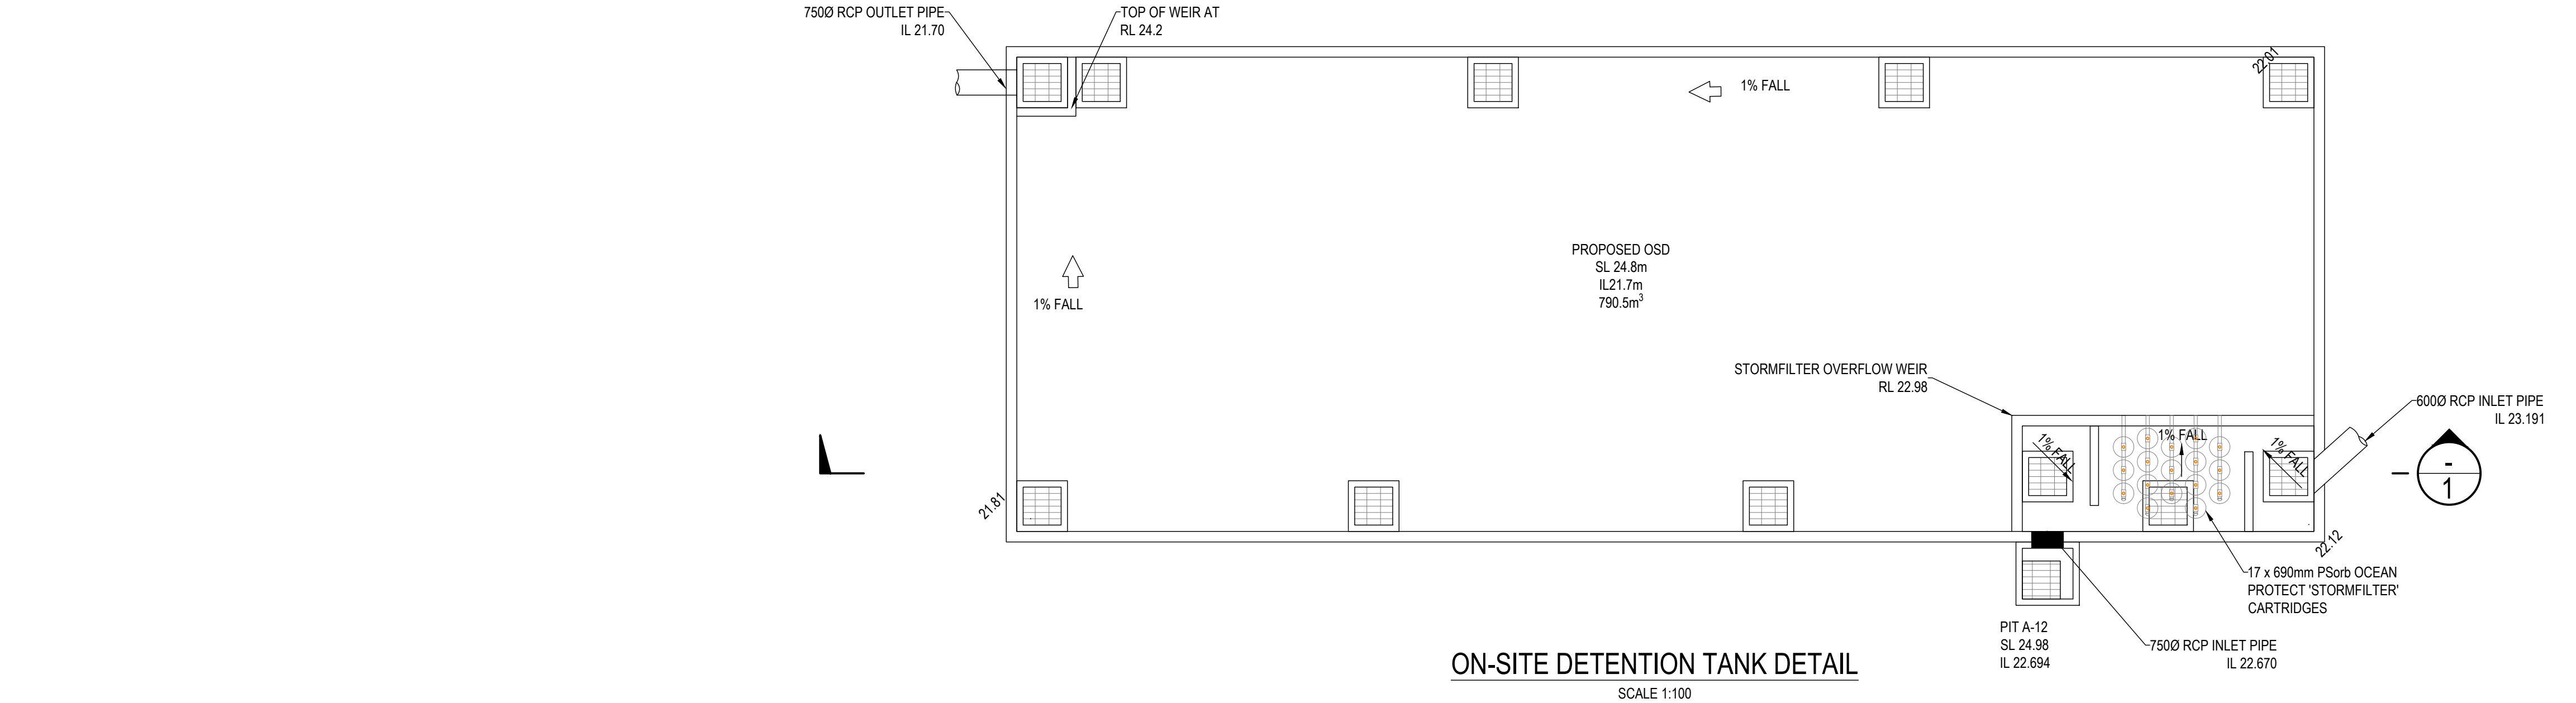 750Ø RCP OUTLET PIPE
IL 21.70
TOP OF WEIR AT
RL 24.2
1% FALL
22.01
1% FALL
PROPOSED OSD
SL 24.8m
IL21.7m
790.5m³
STORMFILTER OVERFLOW WEIR
RL 22.98
600Ø RCP INLET PIPE
IL 23.191
1% FALL
1% FALL
1% FALL
-
1
21.81
22.12
17 x 690mm PSorb OCEAN
PROTECT 'STORMFILTER'
CARTRIDGES
PIT A-12
SL 24.98
IL 22.694
750Ø RCP INLET PIPE
IL 22.670
ON-SITE DETENTION TANK DETAIL
SCALE 1:100